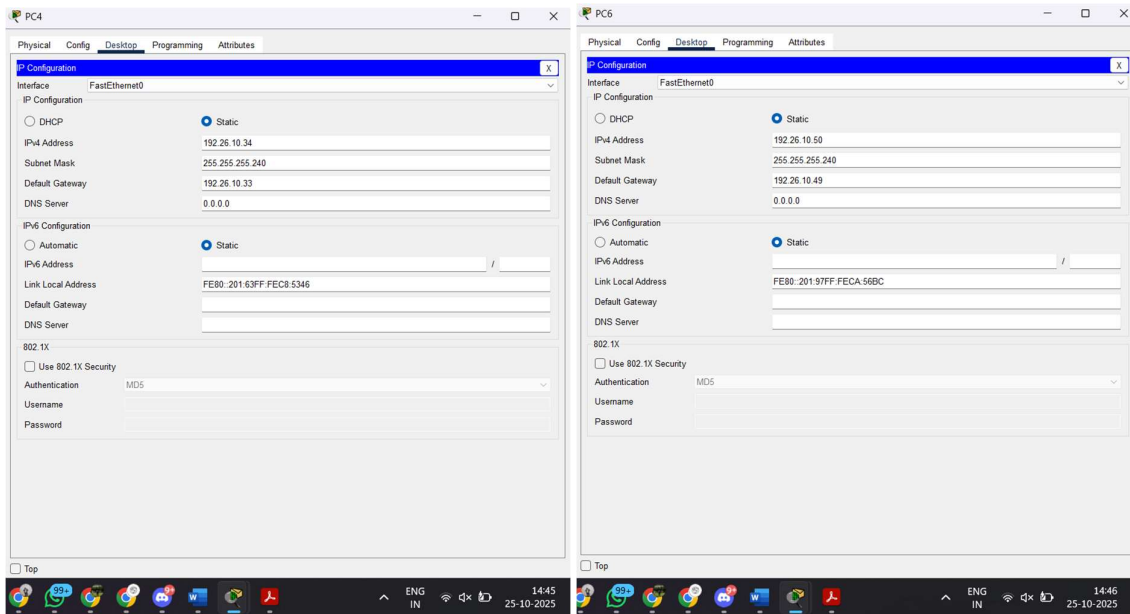 PC4
Physical Config Desktop Programming Attributes
IP Configuration X
Interface FastEthernet0
IP Configuration
DHCP Static
IPv4 Address 192.26.10.34
Subnet Mask 255.255.255.240
Default Gateway 192.26.10.33
DNS Server 0.0.0.0
IPv6 Configuration
Automatic Static
IPv6 Address /
Link Local Address FE80::201:63FF:FEC8:5346
Default Gateway
DNS Server
802.1X
Use 802.1X Security
Authentication MD5
Username
Password
Top
99+
ENG 14:45
IN 25-10-2025
PC6
Physical Config Desktop Programming Attributes
IP Configuration X
Interface FastEthernet0
IP Configuration
DHCP Static
IPv4 Address 192.26.10.50
Subnet Mask 255.255.255.240
Default Gateway 192.26.10.49
DNS Server 0.0.0.0
IPv6 Configuration
Automatic Static
IPv6 Address /
Link Local Address FE80::201:97FF:FECA:56BC
Default Gateway
DNS Server
802.1X
Use 802.1X Security
Authentication MD5
Username
Password
Top
99+
ENG 14:46
IN 25-10-2025